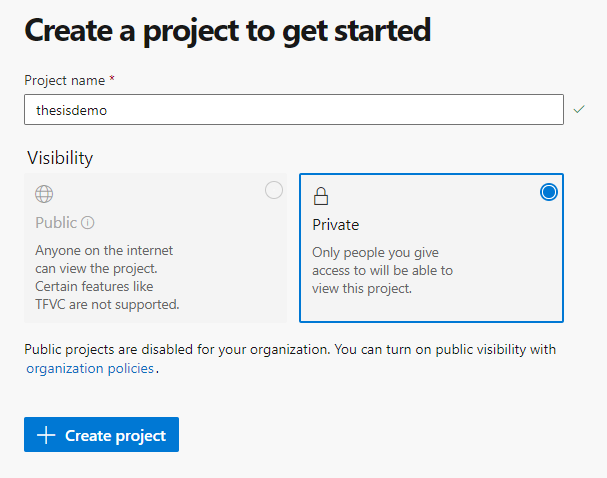 Create a project to get started
Project name *
thesisdemo
Visibility
Public
Anyone on the internet
can view the project.
Certain features like
TFVC are not supported.
Private
Only people you give
access to will be able to
view this project.
Public projects are disabled for your organization. You can turn on public visibility with
organization policies.
Create project